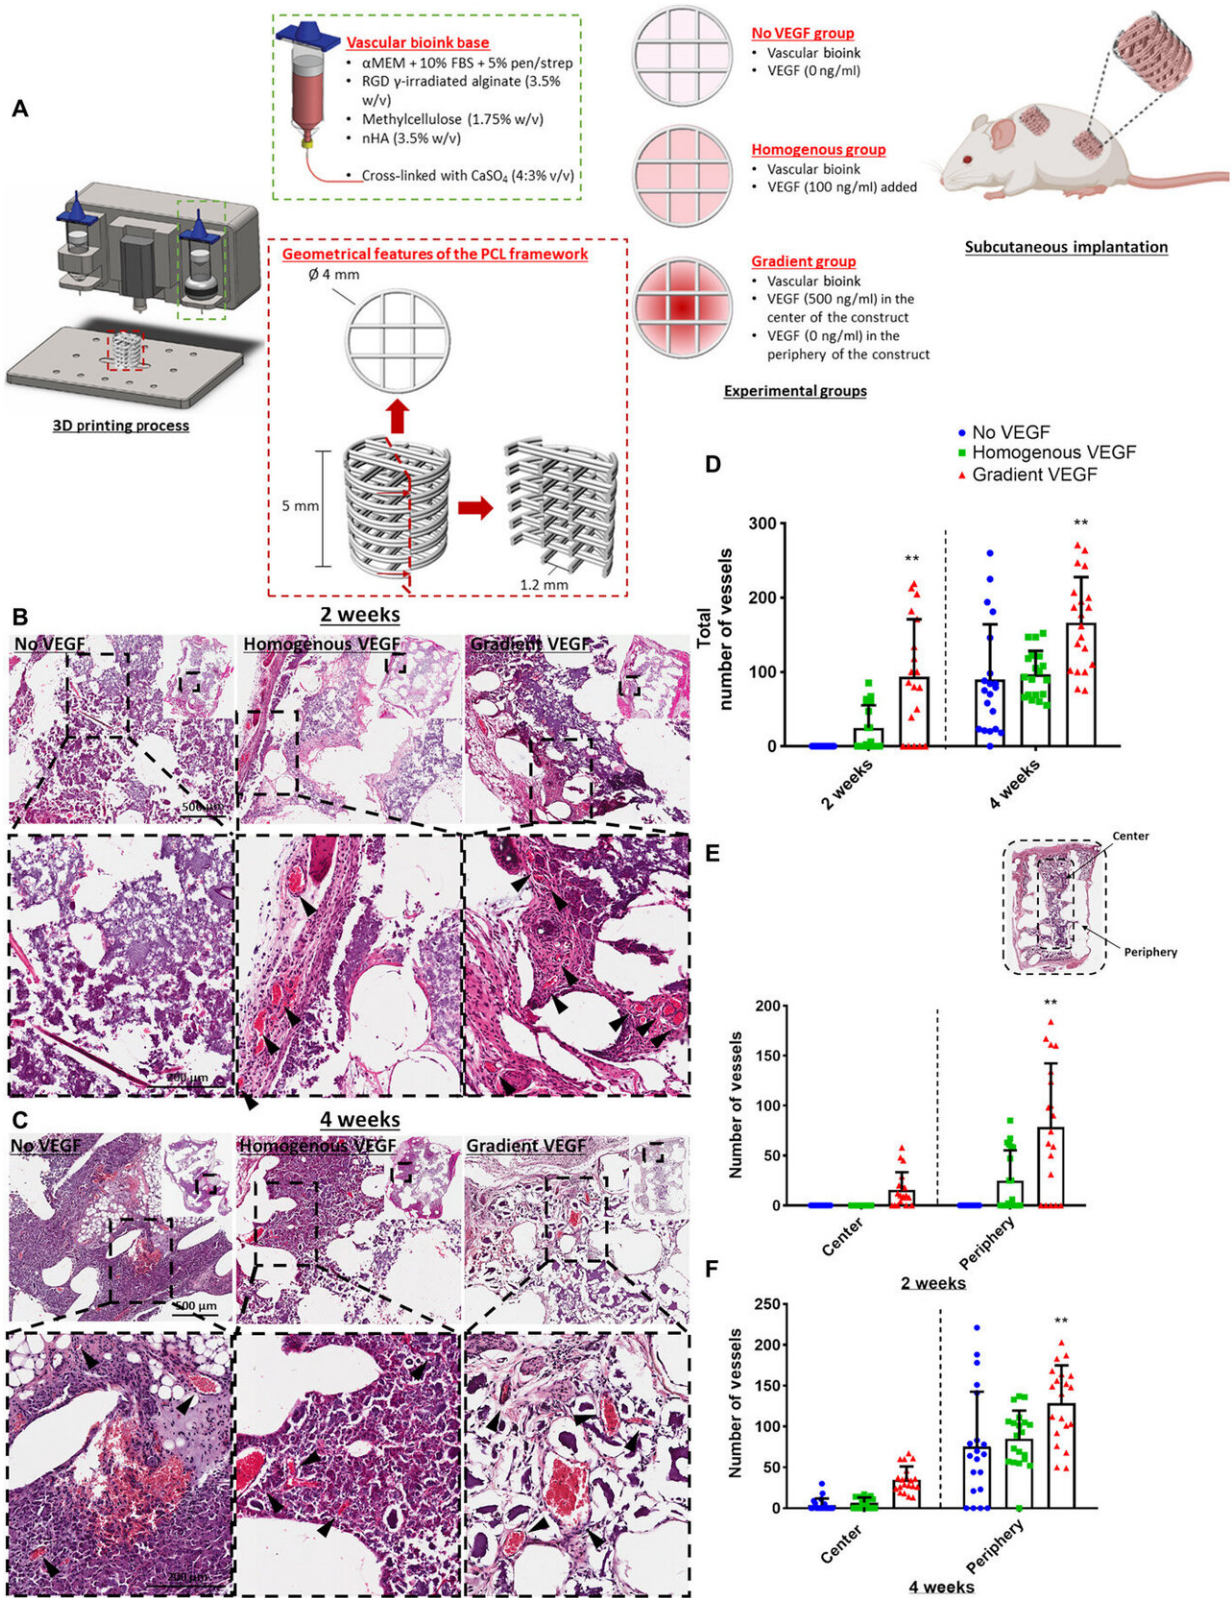 A
Vascular bioink base
• αMEM + 10% FBS + 5% pen/strep
• RGD γ-irradiated alginate (3.5%
w/v)
• Methylcellulose (1.75% w/v)
• nHA (3.5% w/v)
• Cross-linked with CaSO4 (4:3% v/v)
3D printing process
Geometrical features of the PCL framework
Ø 4 mm
5 mm
1.2 mm
No VEGF group
• Vascular bioink
• VEGF (0 ng/ml)
Homogenous group
• Vascular bioink
• VEGF (100 ng/ml) added
Gradient group
• Vascular bioink
• VEGF (500 ng/ml) in the
center of the construct
• VEGF (0 ng/ml) in the
periphery of the construct
Experimental groups
Subcutaneous implantation
B
2 weeks
No VEGF
Homogenous VEGF
Gradient VEGF
500 µm
200 µm
C
4 weeks
No VEGF
Homogenous VEGF
Gradient VEGF
500 µm
200 µm
D
No VEGF
Homogenous VEGF
Gradient VEGF
Total
number of vessels
300
200
100
0
**
**
2 weeks
4 weeks
E
Center
Periphery
Number of vessels
200
150
100
50
0
**
Center
Periphery
2 weeks
F
Number of vessels
250
200
150
100
50
0
**
Center
Periphery
4 weeks